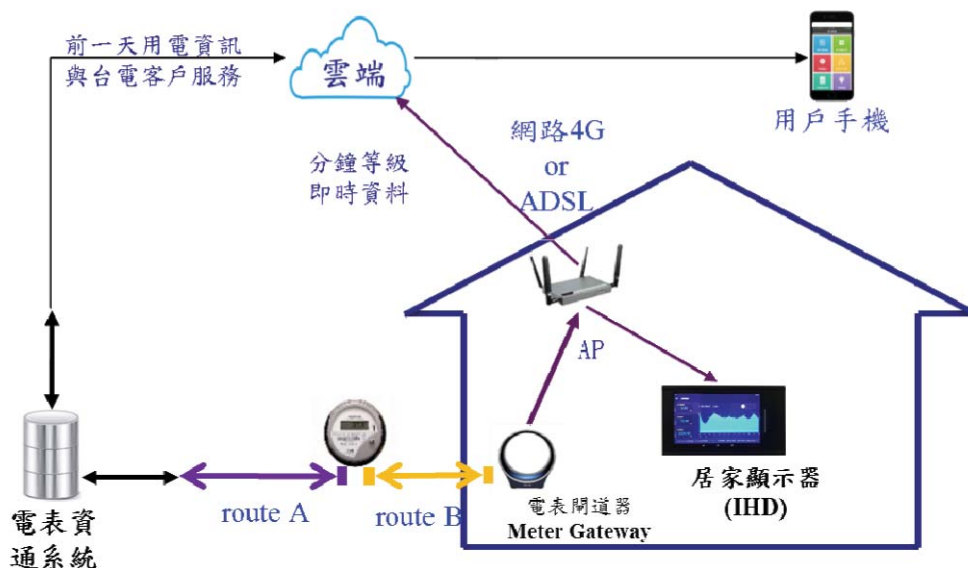 前一天用電資訊
與台電客戶服務
雲端
用戶手機
網路4G
or
ADSL
分鐘等級
即時資料
AP
route A
route B
電表閘道器
Meter Gateway
居家顯示器
(IHD)
電表資
通系統